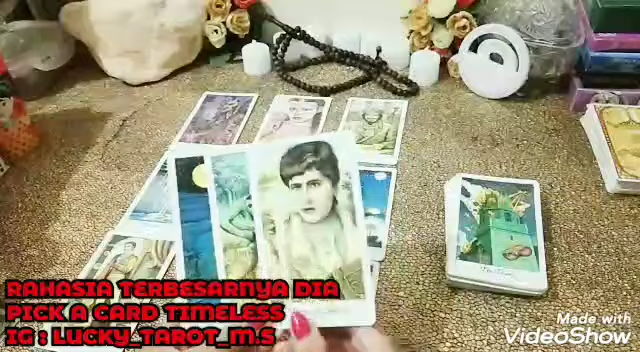 RAHASIA TERBESARNYA DIA
PICK A CARD TIMELESS
IG : LUCKY_TAROT_M.S
Made with
VideoShow